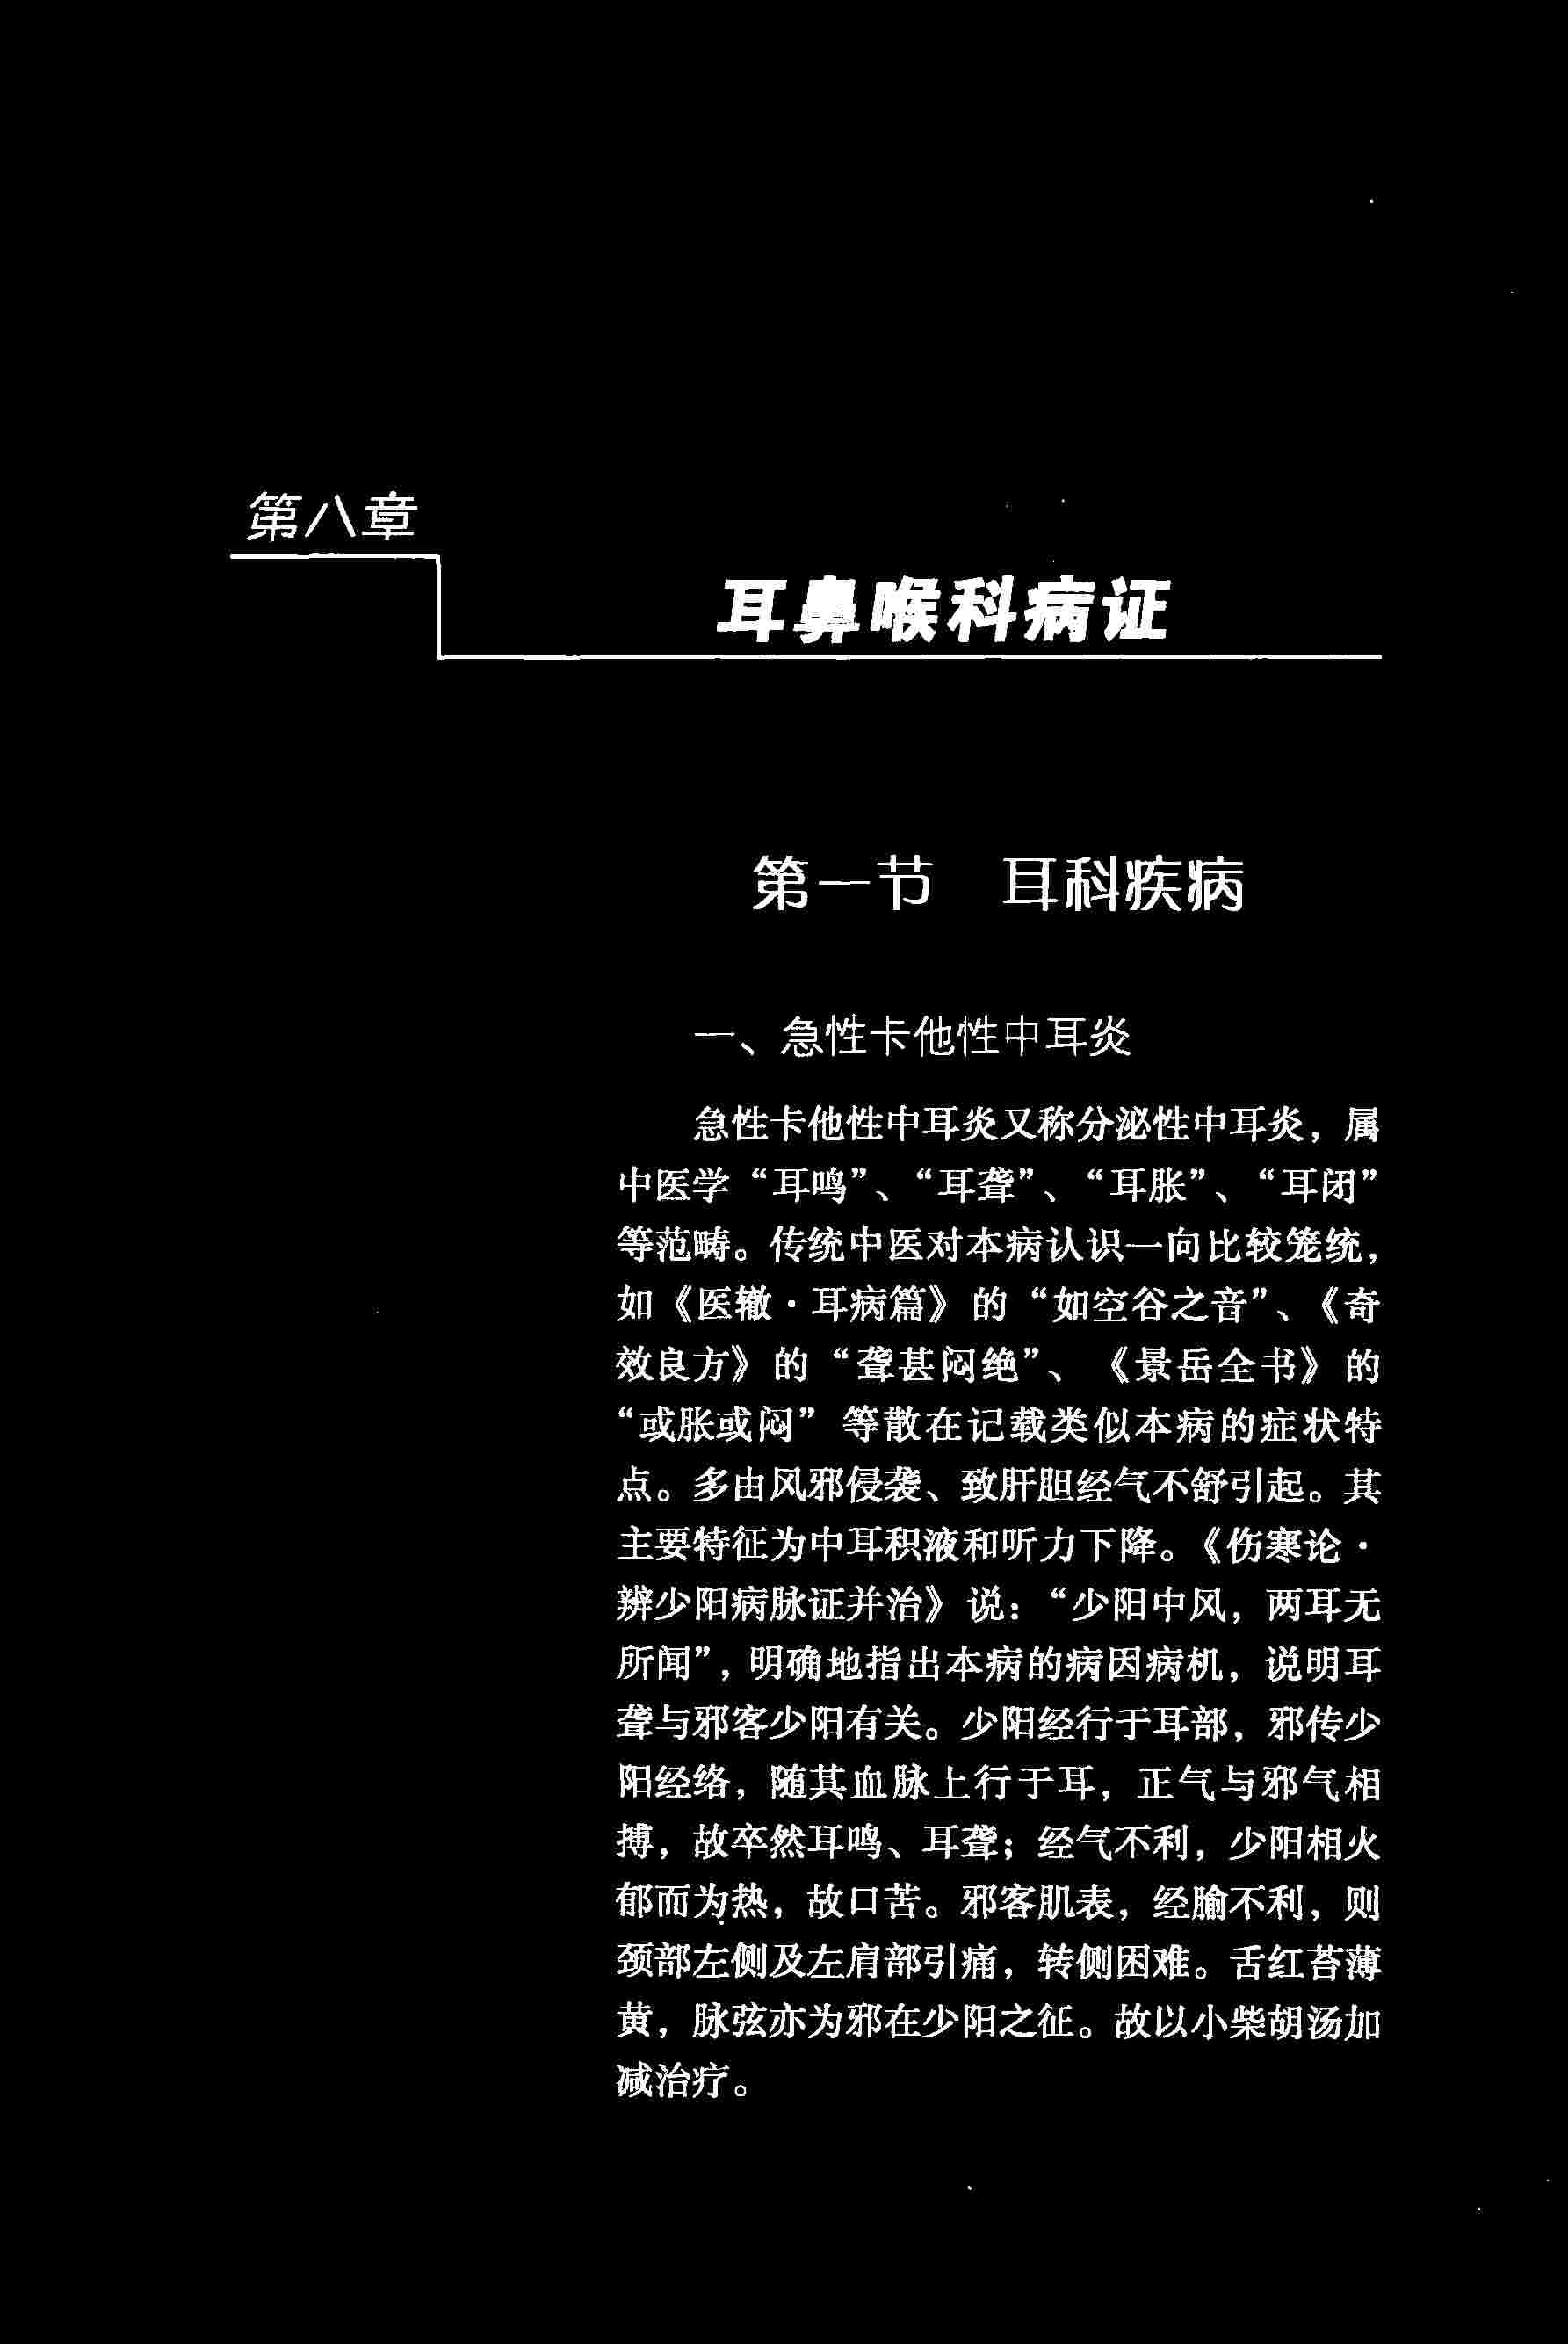 第八章
耳鼻喉科病证
第一节 耳科疾病
一、急性卡他性中耳炎
急性卡他性中耳炎又称分泌性中耳炎，属
中医学“耳鸣”、“耳聋”、“耳胀”、“耳闭”
等范畴。传统中医对本病认识一向比较笼统，
如《医辙·耳病篇》的“如空谷之音”、《奇
效良方》的“聋甚闷绝”、《景岳全书》的
“或胀或闷”等散在记载类似本病的症状特
点。多由风邪侵袭、致肝胆经气不舒引起。其
主要特征为中耳积液和听力下降。《伤寒论·
辨少阳病脉证并治》说：“少阳中风，两耳无
所闻”，明确地指出本病的病因病机，说明耳
聋与邪客少阳有关。少阳经行于耳部，邪传少
阳经络，随其血脉上行于耳，正气与邪气相
搏，故卒然耳鸣、耳聋；经气不利，少阳相火
郁而为热，故口苦。邪客肌表，经腧不利，则
颈部左侧及左肩部引痛，转侧困难。舌红苔薄
黄，脉弦亦为邪在少阳之征。故以小柴胡汤加
减治疗。